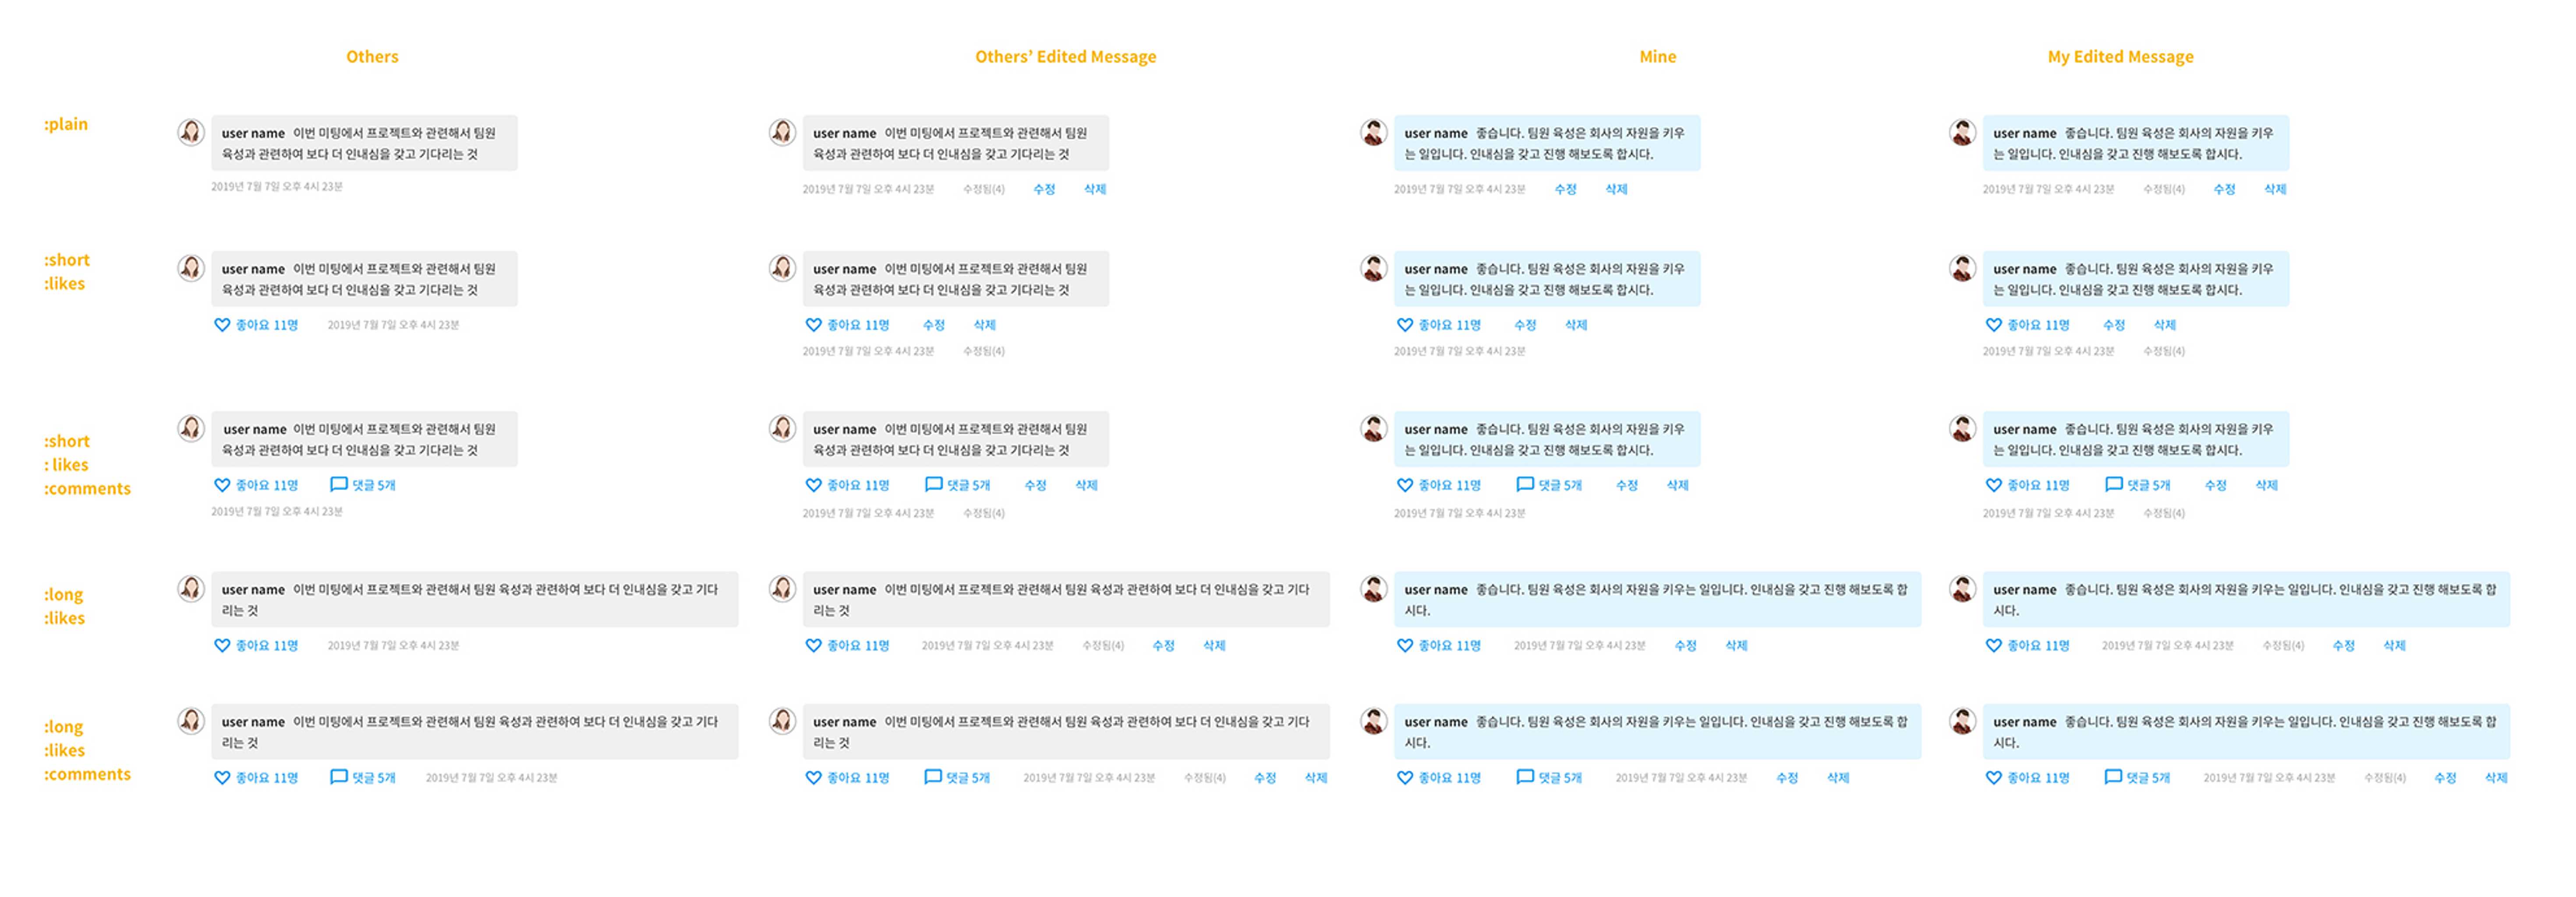 Others Others’ Edited Message Mine My Edited Message
:plain
user name 이번 미팅에서 프로젝트와 관련해서 팀원
육성과 관련하여 보다 더 인내심을 갖고 기다리는 것
2019년 7월 7일 오후 4시 23분
user name 이번 미팅에서 프로젝트와 관련해서 팀원
육성과 관련하여 보다 더 인내심을 갖고 기다리는 것
2019년 7월 7일 오후 4시 23분 수정됨(4) 수정 삭제
user name 좋습니다. 팀원 육성은 회사의 자원을 키우
는 일입니다. 인내심을 갖고 진행 해보도록 합시다.
2019년 7월 7일 오후 4시 23분 수정 삭제
user name 좋습니다. 팀원 육성은 회사의 자원을 키우
는 일입니다. 인내심을 갖고 진행 해보도록 합시다.
2019년 7월 7일 오후 4시 23분 수정됨(4) 수정 삭제
:short
:likes
user name 이번 미팅에서 프로젝트와 관련해서 팀원
육성과 관련하여 보다 더 인내심을 갖고 기다리는 것
좋아요 11명 2019년 7월 7일 오후 4시 23분
user name 이번 미팅에서 프로젝트와 관련해서 팀원
육성과 관련하여 보다 더 인내심을 갖고 기다리는 것
좋아요 11명 수정 삭제
2019년 7월 7일 오후 4시 23분 수정됨(4)
user name 좋습니다. 팀원 육성은 회사의 자원을 키우
는 일입니다. 인내심을 갖고 진행 해보도록 합시다.
좋아요 11명 수정 삭제
2019년 7월 7일 오후 4시 23분
user name 좋습니다. 팀원 육성은 회사의 자원을 키우
는 일입니다. 인내심을 갖고 진행 해보도록 합시다.
좋아요 11명 수정 삭제
2019년 7월 7일 오후 4시 23분 수정됨(4)
:short
: likes
:comments
user name 이번 미팅에서 프로젝트와 관련해서 팀원
육성과 관련하여 보다 더 인내심을 갖고 기다리는 것
좋아요 11명 댓글 5개
2019년 7월 7일 오후 4시 23분
user name 이번 미팅에서 프로젝트와 관련해서 팀원
육성과 관련하여 보다 더 인내심을 갖고 기다리는 것
좋아요 11명 댓글 5개 수정 삭제
2019년 7월 7일 오후 4시 23분 수정됨(4)
user name 좋습니다. 팀원 육성은 회사의 자원을 키우
는 일입니다. 인내심을 갖고 진행 해보도록 합시다.
좋아요 11명 댓글 5개 수정 삭제
2019년 7월 7일 오후 4시 23분
user name 좋습니다. 팀원 육성은 회사의 자원을 키우
는 일입니다. 인내심을 갖고 진행 해보도록 합시다.
좋아요 11명 댓글 5개 수정 삭제
2019년 7월 7일 오후 4시 23분 수정됨(4)
:long
:likes
user name 이번 미팅에서 프로젝트와 관련해서 팀원 육성과 관련하여 보다 더 인내심을 갖고 기다
리는 것
좋아요 11명 2019년 7월 7일 오후 4시 23분
user name 이번 미팅에서 프로젝트와 관련해서 팀원 육성과 관련하여 보다 더 인내심을 갖고 기다
리는 것
좋아요 11명 2019년 7월 7일 오후 4시 23분 수정됨(4) 수정 삭제
user name 좋습니다. 팀원 육성은 회사의 자원을 키우는 일입니다. 인내심을 갖고 진행 해보도록 합
시다.
좋아요 11명 2019년 7월 7일 오후 4시 23분 수정 삭제
user name 좋습니다. 팀원 육성은 회사의 자원을 키우는 일입니다. 인내심을 갖고 진행 해보도록 합
시다.
좋아요 11명 2019년 7월 7일 오후 4시 23분 수정됨(4) 수정 삭제
:long
:likes
:comments
user name 이번 미팅에서 프로젝트와 관련해서 팀원 육성과 관련하여 보다 더 인내심을 갖고 기다
리는 것
좋아요 11명 댓글 5개 2019년 7월 7일 오후 4시 23분
user name 이번 미팅에서 프로젝트와 관련해서 팀원 육성과 관련하여 보다 더 인내심을 갖고 기다
리는 것
좋아요 11명 댓글 5개 2019년 7월 7일 오후 4시 23분 수정됨(4) 수정 삭제
user name 좋습니다. 팀원 육성은 회사의 자원을 키우는 일입니다. 인내심을 갖고 진행 해보도록 합
시다.
좋아요 11명 댓글 5개 2019년 7월 7일 오후 4시 23분 수정 삭제
user name 좋습니다. 팀원 육성은 회사의 자원을 키우는 일입니다. 인내심을 갖고 진행 해보도록 합
시다.
좋아요 11명 댓글 5개 2019년 7월 7일 오후 4시 23분 수정됨(4) 수정 삭제